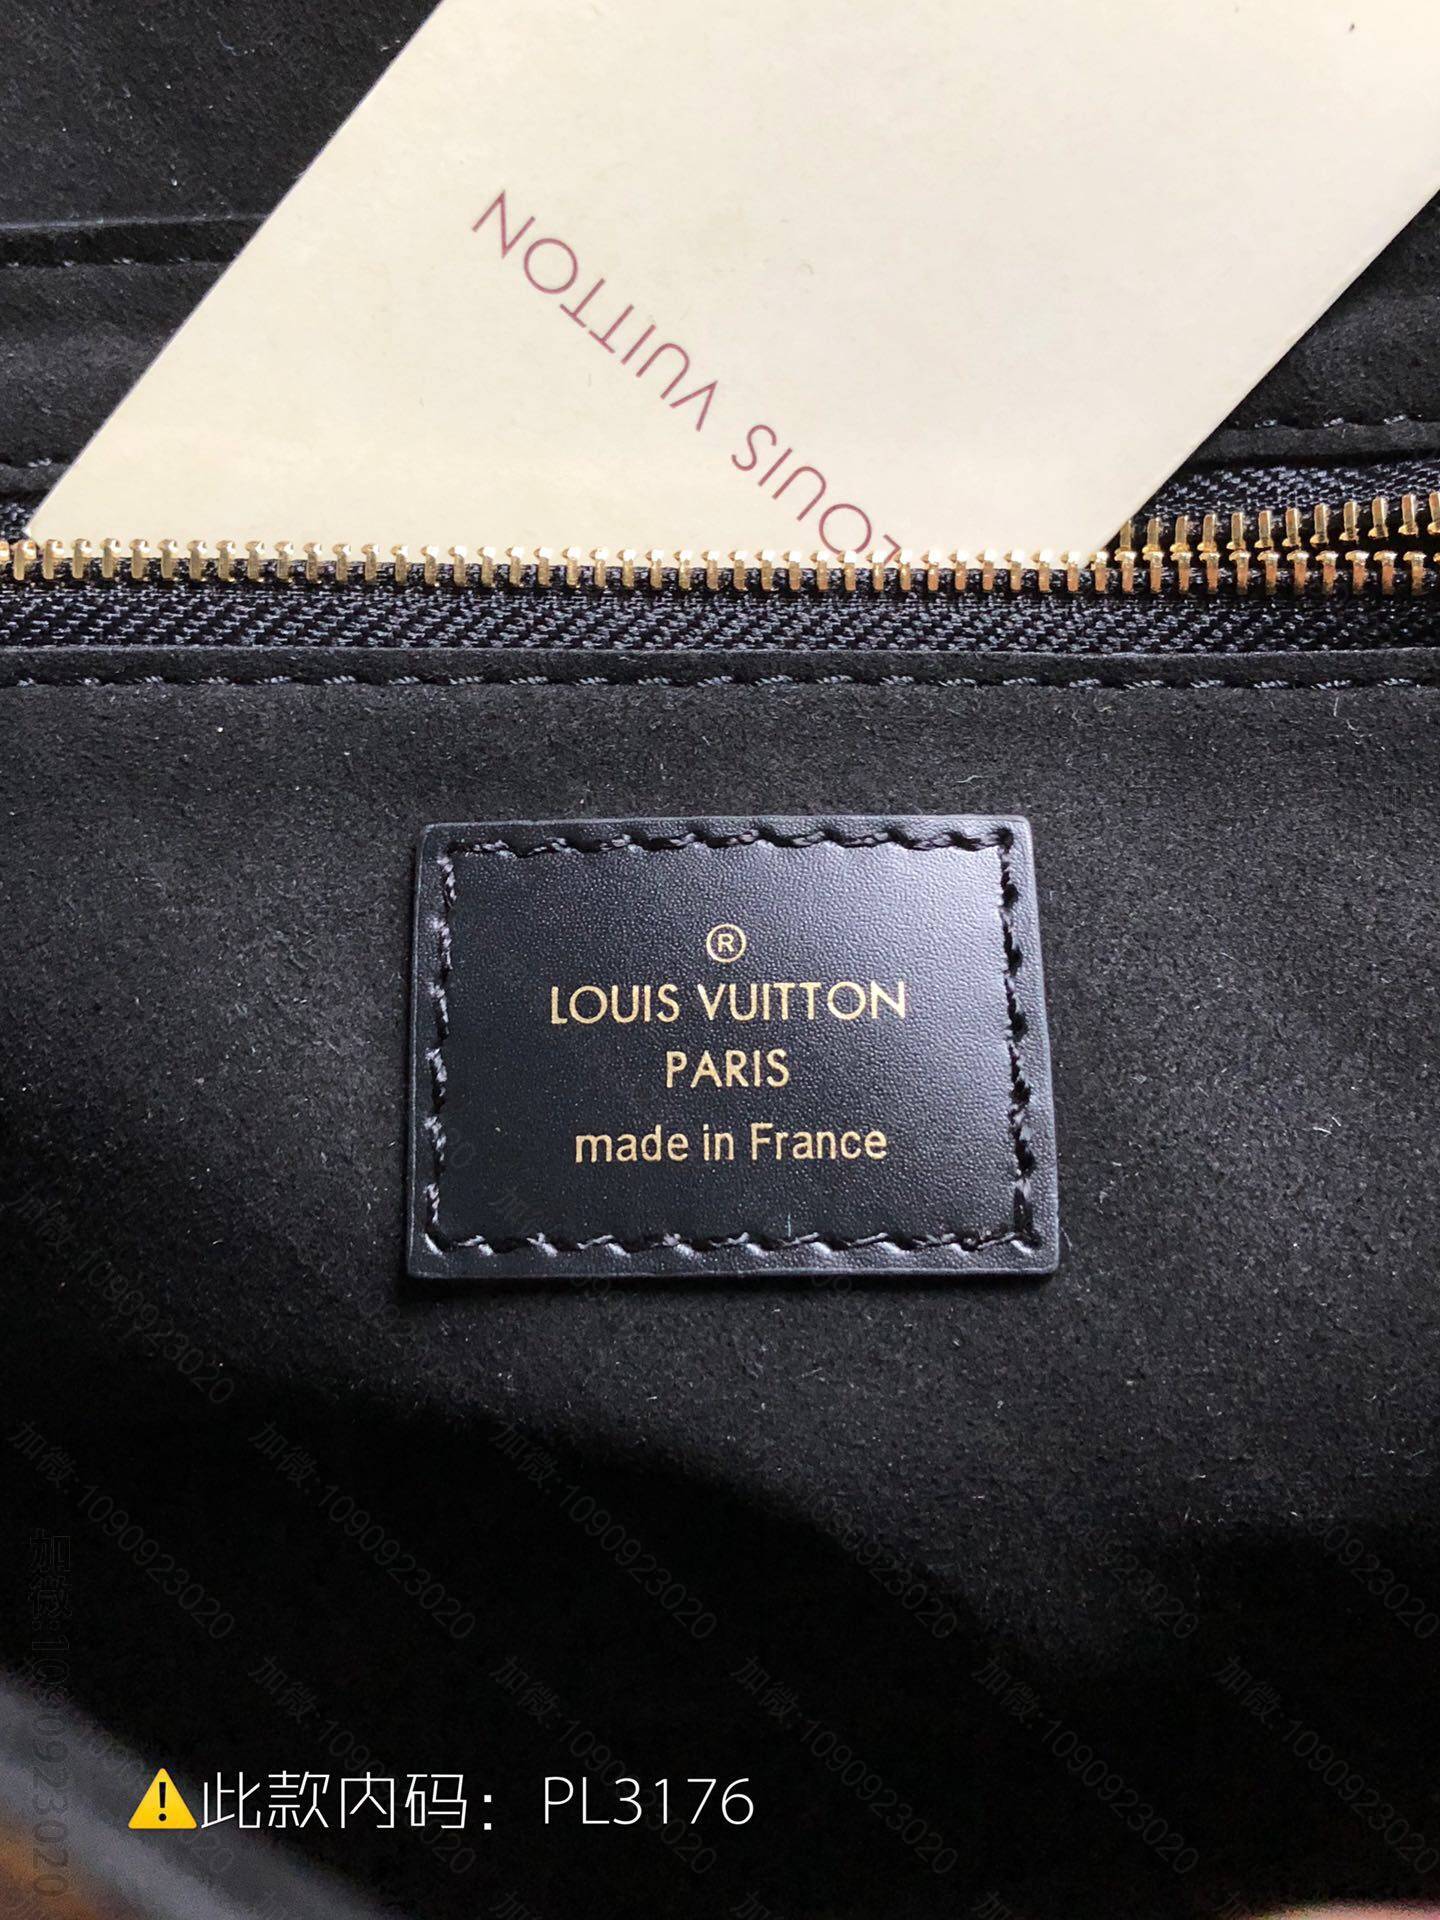 LOUIS VUITTON
®
LOUIS VUITTON
PARIS
made in France
加微:1090923020
⚠此款内码：PL3176